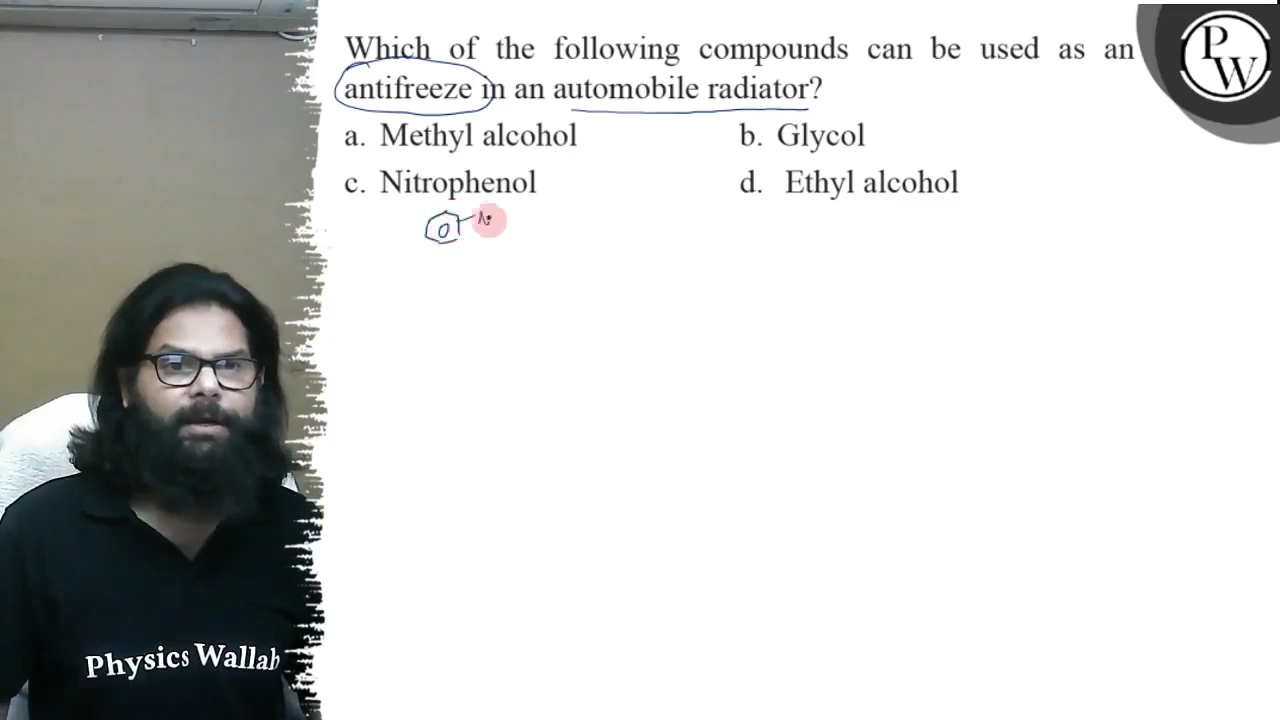 Which of the following compounds can be used as an
antifreeze in an automobile radiator?
a. Methyl alcohol b. Glycol
c. Nitrophenol d. Ethyl alcohol
O
P
W
Physics Wallah